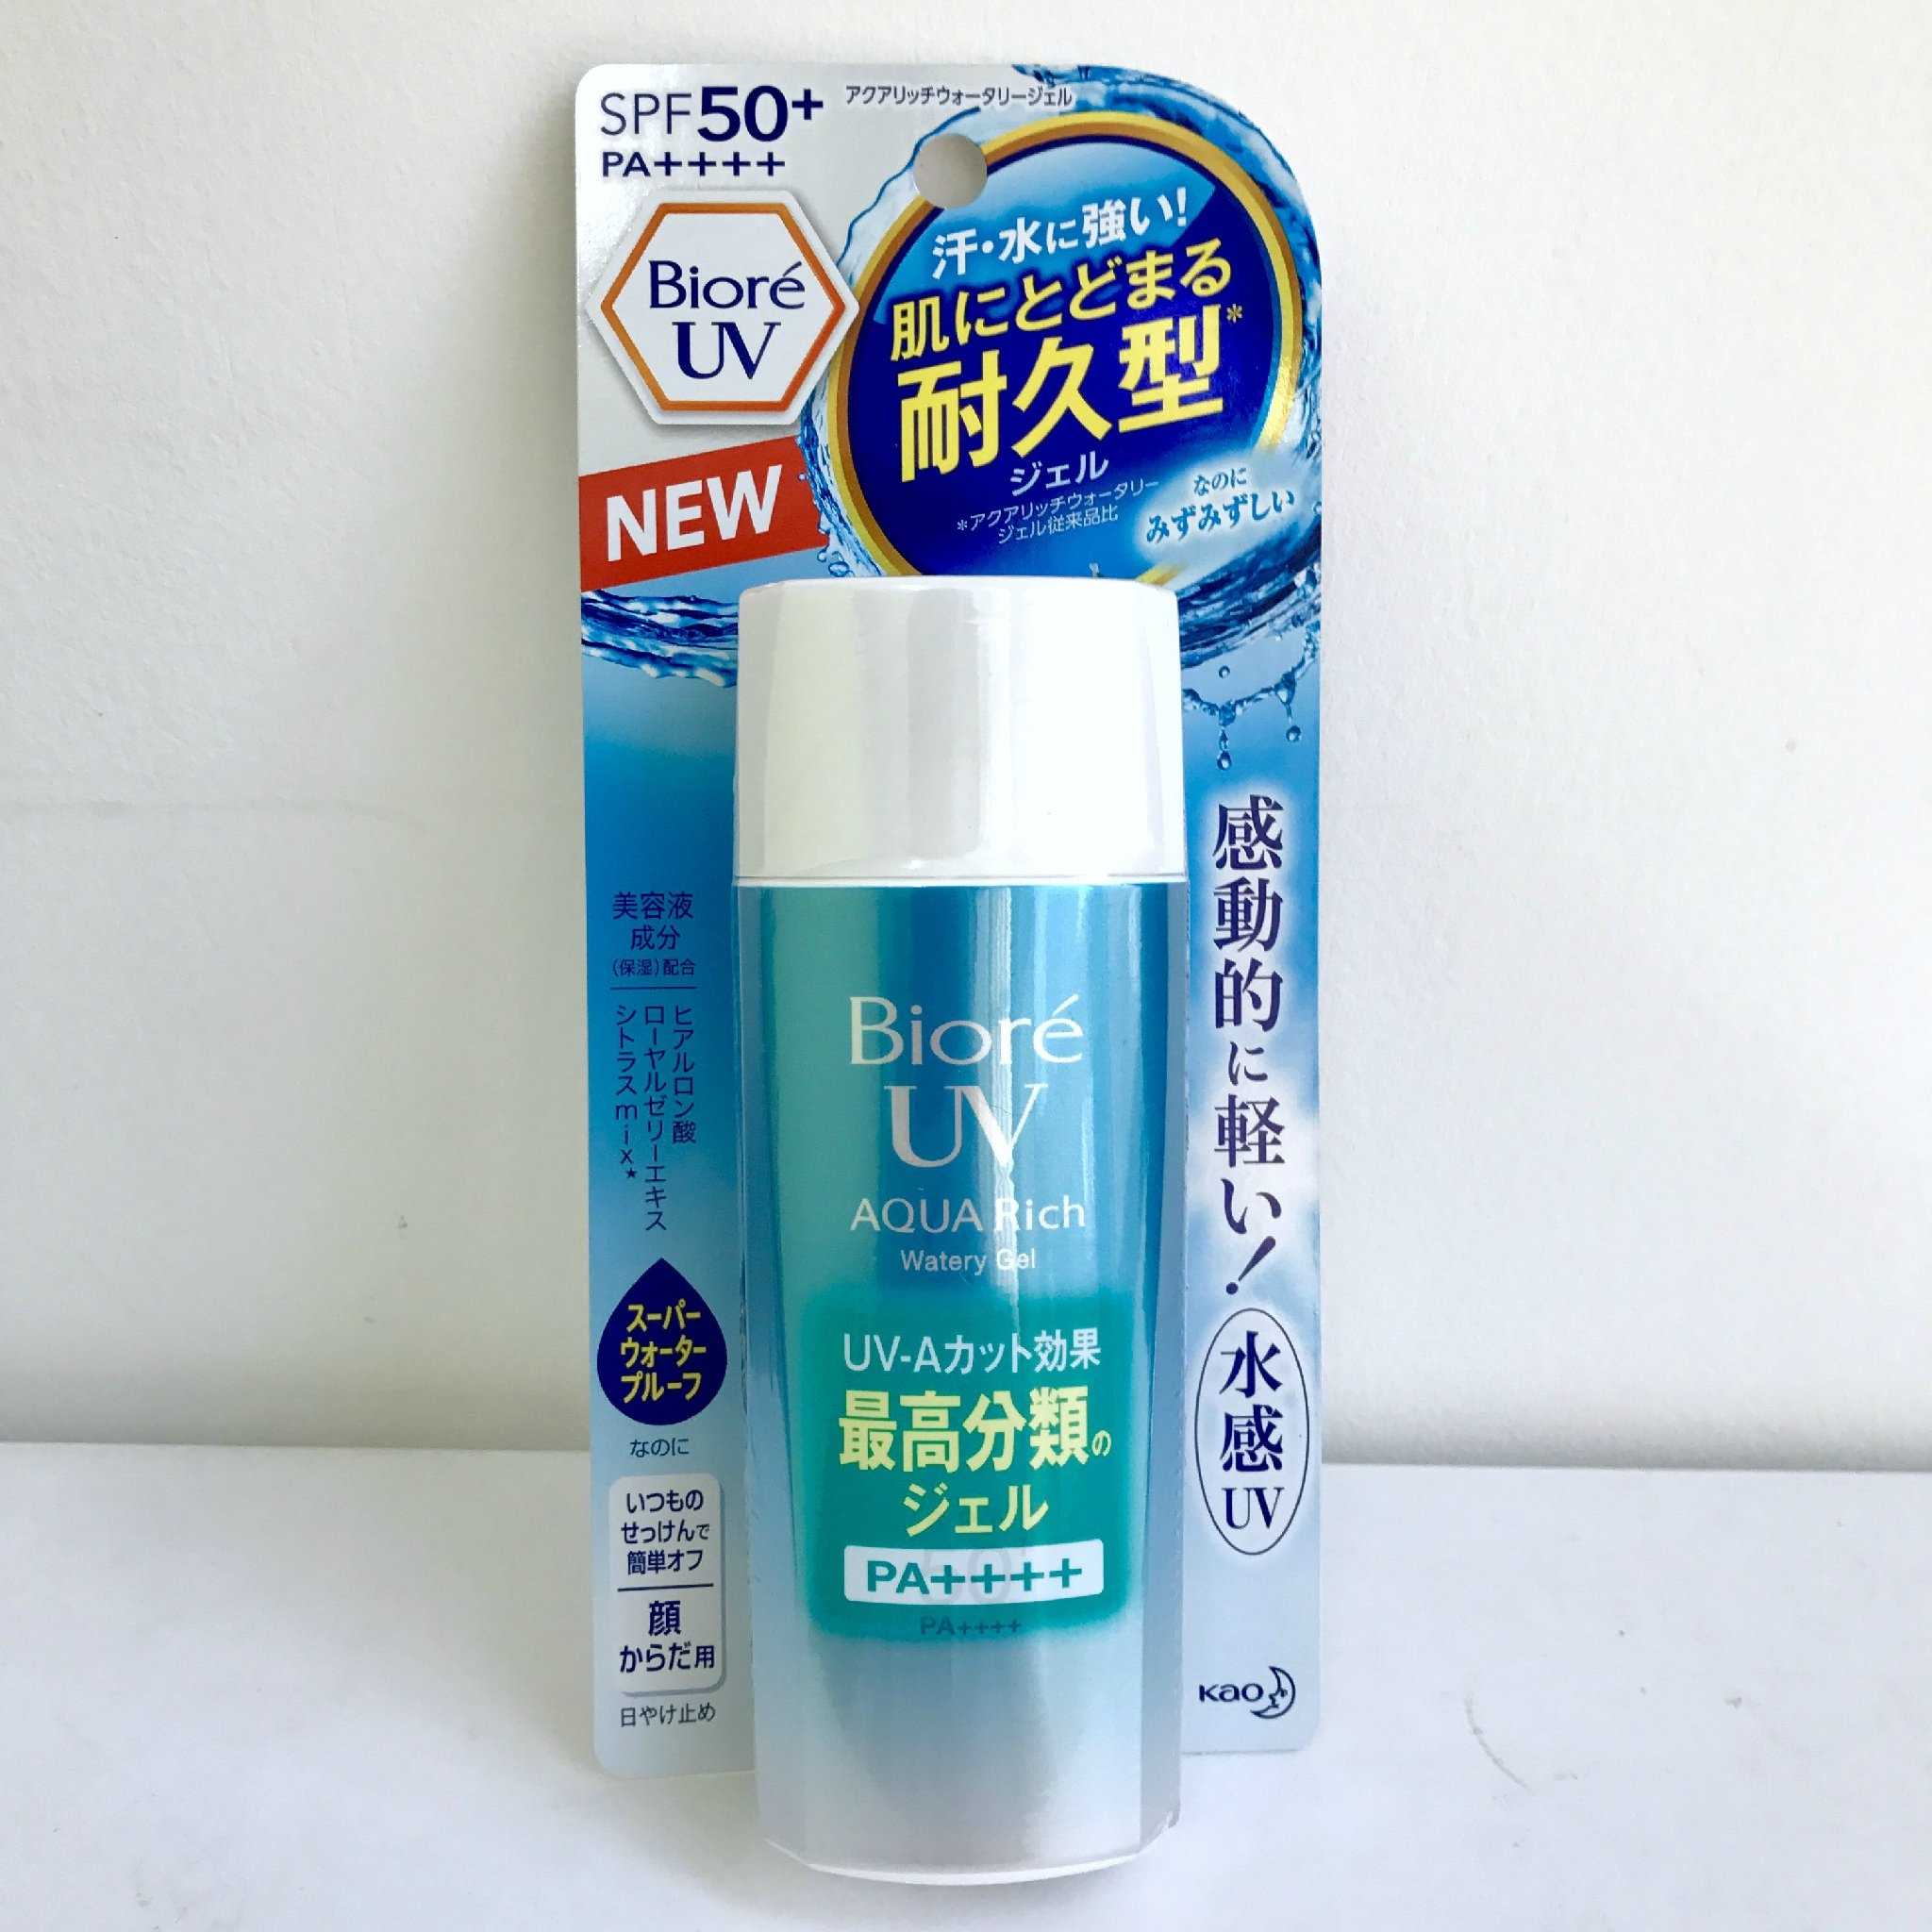 SPF50+
PA++++
アクアリッチウォータリージェル
Bioré
UV
NEW
汗・水に強い!
肌にとどまる
耐久型*
ジェル
*アクアリッチウォータリー
ジェル従来品比
なのに
みずみずしい
美容液
成分
(保湿)配合
ヒアルロン酸
ローヤルゼリーエキス
シトラスmix★
スーパー
ウォーター
プルーフ
なのに
いつもの
せっけんで
簡単オフ
顔
からだ用
日やけ止め
Bioré
UV
AQUA Rich
Watery Gel
UV-Aカット効果
最高分類の
ジェル
PA++++
50+
PA++++
感動的に軽い!
水感UV
Kao